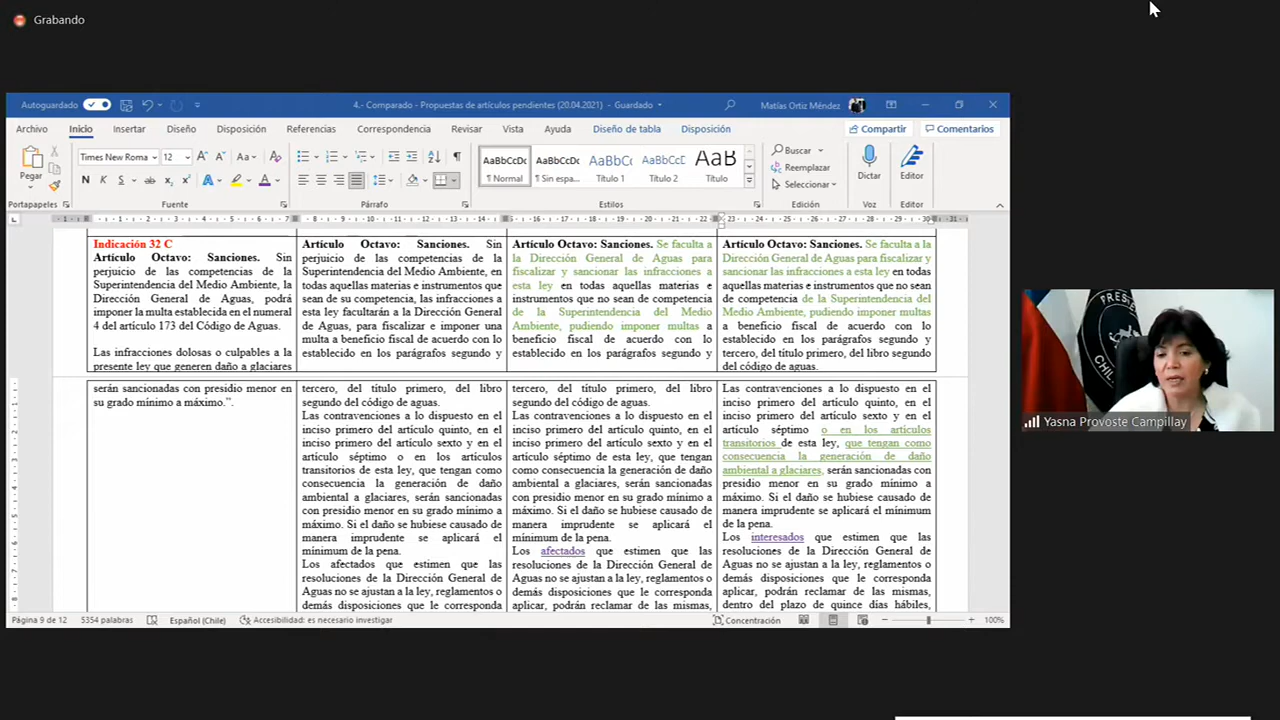 Grabando
Autoguardado
4.- Comparado - Propuestas de artículos pendientes (20.04.2021) - Guardado
Matías Ortiz Méndez
Archivo Inicio Insertar Diseño Disposición Referencias Correspondencia Revisar Vista Ayuda Diseño de tabla Disposición Compartir Comentarios
Pegar
Times New Roma 12
N K S
AaBbCcDc AaBbCcDc AaBbCc AaBbCcD AaB
¶ Normal ¶ Sin espa... Título 1 Título 2 Título
Buscar
Reemplazar
Seleccionar
Dictar
Editor
Portapapeles Fuente Párrafo Estilos Edición Voz Editor
Indicación 32 C
Artículo Octavo: Sanciones. Sin
perjuicio de las competencias de la
Superintendencia del Medio Ambiente, la
Dirección General de Aguas, podrá
imponer la multa establecida en el numeral
4 del artículo 173 del Código de Aguas.
Las infracciones dolosas o culpables a la
presente ley que generen daño a glaciares
serán sancionadas con presidio menor en
su grado mínimo a máximo.”.
Artículo Octavo: Sanciones. Sin
perjuicio de las competencias de la
Superintendencia del Medio Ambiente, en
todas aquellas materias e instrumentos que
sean de su competencia, las infracciones a
esta ley facultarán a la Dirección General
de Aguas, para fiscalizar e imponer una
multa a beneficio fiscal de acuerdo con lo
establecido en los parágrafos segundo y
tercero, del título primero, del libro
segundo del código de aguas.
Las contravenciones a lo dispuesto en el
inciso primero del artículo quinto, en el
inciso primero del artículo sexto y en el
artículo séptimo o en los artículos
transitorios de esta ley, que tengan como
consecuencia la generación de daño
ambiental a glaciares, serán sancionadas
con presidio menor en su grado mínimo a
máximo. Si el daño se hubiese causado de
manera imprudente se aplicará el
mínimum de la pena.
Los afectados que estimen que las
resoluciones de la Dirección General de
Aguas no se ajustan a la ley, reglamentos o
demás disposiciones que le corresponda
Artículo Octavo: Sanciones. Se faculta a
la Dirección General de Aguas para
fiscalizar y sancionar las infracciones a
esta ley en todas aquellas materias e
instrumentos que no sean de competencia
de la Superintendencia del Medio
Ambiente, pudiendo imponer multas a
beneficio fiscal de acuerdo con lo
establecido en los parágrafos segundo y
tercero, del título primero, del libro
segundo del código de aguas.
Las contravenciones a lo dispuesto en el
inciso primero del artículo quinto, en el
inciso primero del artículo sexto y en el
artículo séptimo de esta ley, que tengan
como consecuencia la generación de daño
ambiental a glaciares, serán sancionadas
con presidio menor en su grado mínimo a
máximo. Si el daño se hubiese causado de
manera imprudente se aplicará el
mínimum de la pena.
Los afectados que estimen que las
resoluciones de la Dirección General de
Aguas no se ajustan a la ley, reglamentos o
demás disposiciones que le corresponda
aplicar, podrán reclamar de las mismas,
Artículo Octavo: Sanciones. Se faculta a la
Dirección General de Aguas para fiscalizar y
sancionar las infracciones a esta ley en todas
aquellas materias e instrumentos que no sean
de competencia de la Superintendencia del
Medio Ambiente, pudiendo imponer multas
a beneficio fiscal de acuerdo con lo
establecido en los parágrafos segundo y
tercero, del título primero, del libro segundo
del código de aguas.
Las contravenciones a lo dispuesto en el
inciso primero del artículo quinto, en el
inciso primero del artículo sexto y en el
artículo séptimo o en los artículos
transitorios de esta ley, que tengan como
consecuencia la generación de daño
ambiental a glaciares, serán sancionadas con
presidio menor en su grado mínimo a
máximo. Si el daño se hubiese causado de
manera imprudente se aplicará el mínimum
de la pena.
Los interesados que estimen que las
resoluciones de la Dirección General de
Aguas no se ajustan a la ley, reglamentos o
demás disposiciones que le corresponda
aplicar, podrán reclamar de las mismas,
dentro del plazo de quince días hábiles,
Yasna Provoste Campillay
Página 9 de 12 5354 palabras Español (Chile) Accesibilidad: es necesario investigar Concentración 100%